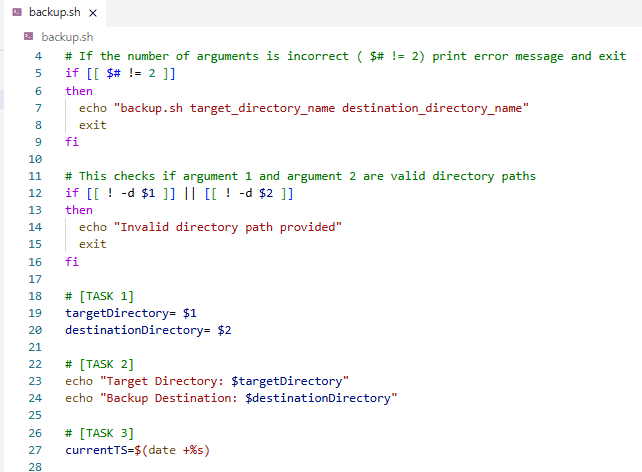 backup.sh
backup.sh
4 # If the number of arguments is incorrect ( $# != 2) print error message and exit
5 if [[ $# != 2 ]]
6 then
7   echo "backup.sh target_directory_name destination_directory_name"
8   exit
9 fi
10
11 # This checks if argument 1 and argument 2 are valid directory paths
12 if [[ ! -d $1 ]] || [[ ! -d $2 ]]
13 then
14   echo "Invalid directory path provided"
15   exit
16 fi
17
18 # [TASK 1]
19 targetDirectory= $1
20 destinationDirectory= $2
21
22 # [TASK 2]
23 echo "Target Directory: $targetDirectory"
24 echo "Backup Destination: $destinationDirectory"
25
26 # [TASK 3]
27 currentTS=$(date +%s)
28